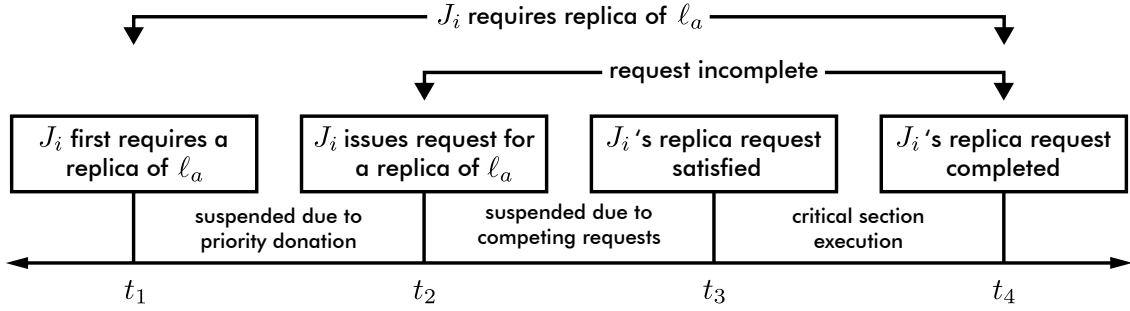 J_i requires replica of ℓ_a
request incomplete
J_i first requires a
replica of ℓ_a
J_i issues request for
a replica of ℓ_a
J_i 's replica request
satisfied
J_i 's replica request
completed
suspended due to
priority donation
suspended due to
competing requests
critical section
execution
t_1
t_2
t_3
t_4